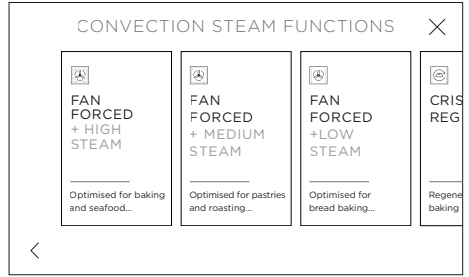 CONVECTION STEAM FUNCTIONS
FAN
FORCED
+ HIGH
STEAM
Optimised for baking
and seafood...
FAN
FORCED
+ MEDIUM
STEAM
Optimised for pastries
and roasting...
FAN
FORCED
+LOW
STEAM
Optimised for
bread baking...
CRIS
REG
Regene
baking